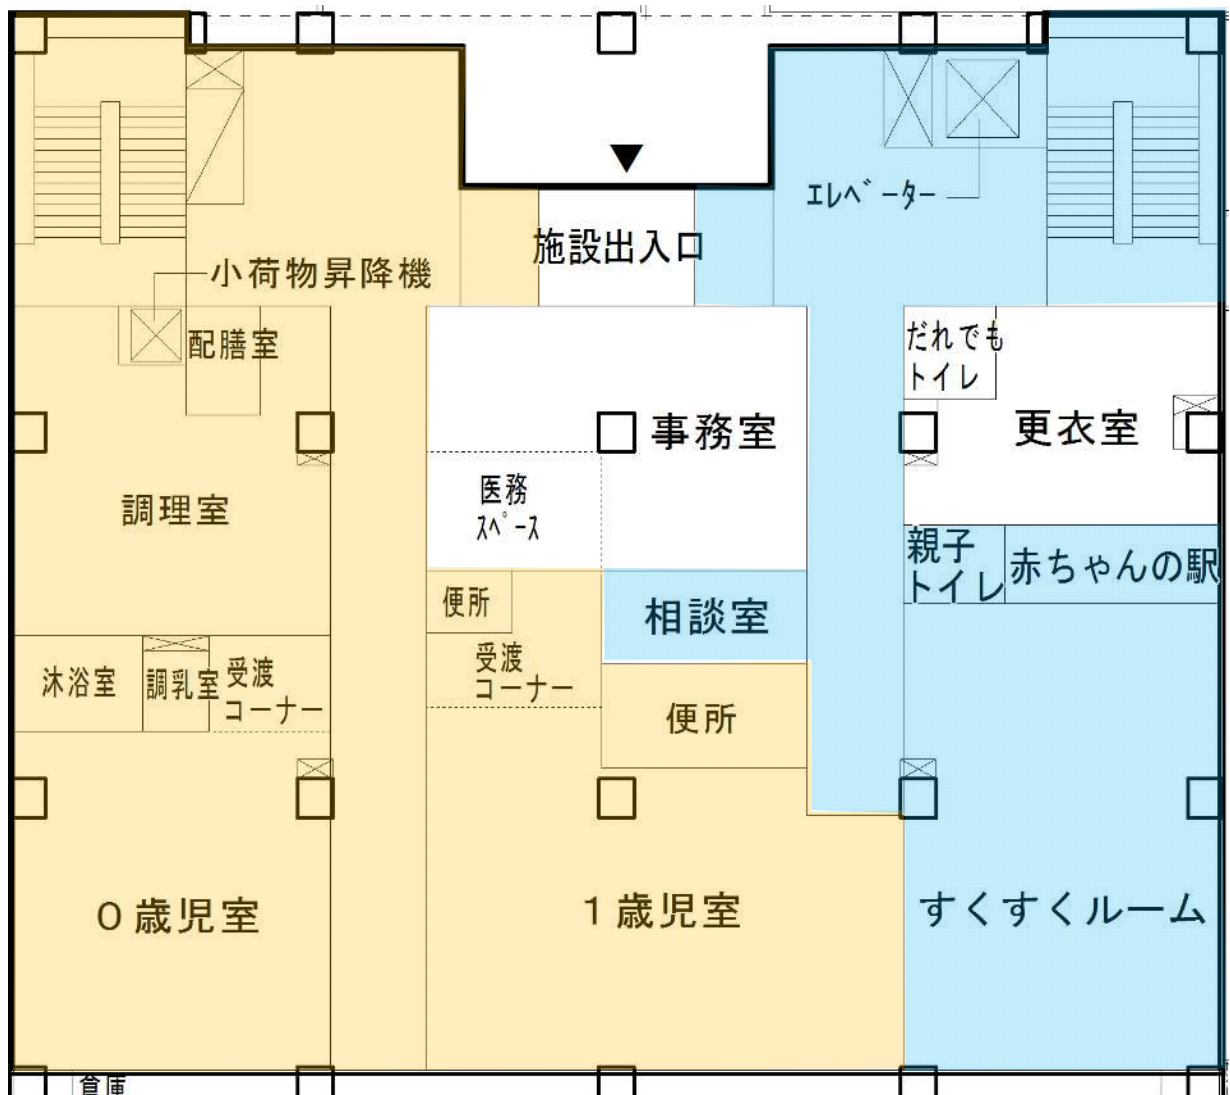 エレベーター
施設出入口
小荷物昇降機
配膳室
だれでも
トイレ
事務室
更衣室
医務
スペース
調理室
親子
トイレ
赤ちゃんの駅
便所
相談室
受渡
コーナー
沐浴室
調乳室
受渡
コーナー
便所
0歳児室
1歳児室
すくすくルーム
倉庫